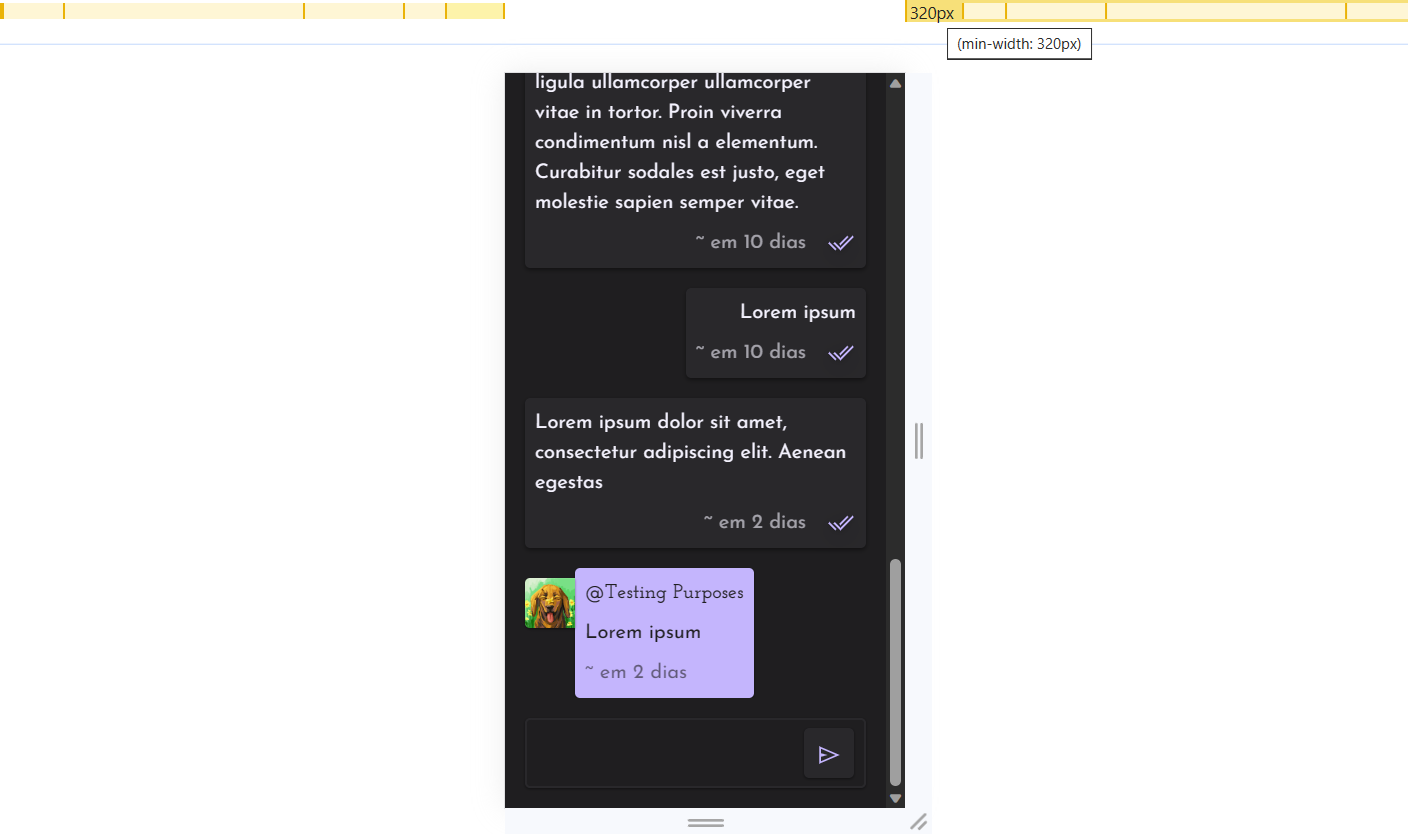 320px
(min-width: 320px)
ligula ullamcorper ullamcorper
vitae in tortor. Proin viverra
condimentum nisl a elementum.
Curabitur sodales est justo, eget
molestie sapien semper vitae.
~ em 10 dias
Lorem ipsum
~ em 10 dias
Lorem ipsum dolor sit amet,
consectetur adipiscing elit. Aenean
egestas
~ em 2 dias
@Testing Purposes
Lorem ipsum
~ em 2 dias